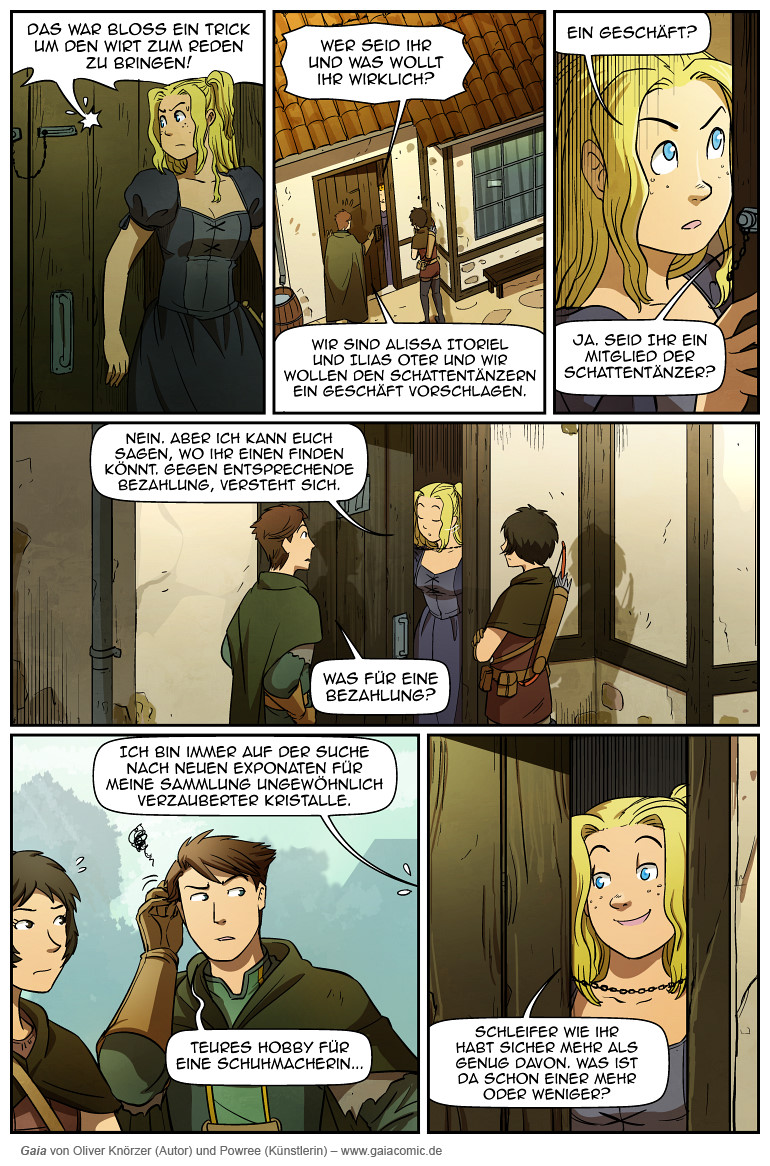 DAS WAR BLOSS EIN TRICK
UM DEN WIRT ZUM REDEN
ZU BRINGEN!
WER SEID IHR
UND WAS WOLLT
IHR WIRKLICH?
WIR SIND ALISSA ITORIEL
UND ILIAS OTER UND WIR
WOLLEN DEN SCHATTENTÄNZERN
EIN GESCHÄFT VORSCHLAGEN.
EIN GESCHÄFT?
JA. SEID IHR EIN
MITGLIED DER
SCHATTENTÄNZER?
NEIN. ABER ICH KANN EUCH
SAGEN, WO IHR EINEN FINDEN
KÖNNT. GEGEN ENTSPRECHENDE
BEZAHLUNG, VERSTEHT SICH.
WAS FÜR EINE
BEZAHLUNG?
ICH BIN IMMER AUF DER SUCHE
NACH NEUEN EXPONATEN FÜR
MEINE SAMMLUNG UNGEWÖHNLICH
VERZAUBERTER KRISTALLE.
TEURES HOBBY FÜR
EINE SCHUHMACHERIN...
SCHLEIFER WIE IHR
HABT SICHER MEHR ALS
GENUG DAVON. WAS IST
DA SCHON EINER MEHR
ODER WENIGER?
Gaia von Oliver Knörzer (Autor) und Powree (Künstlerin) – www.gaiacomic.de